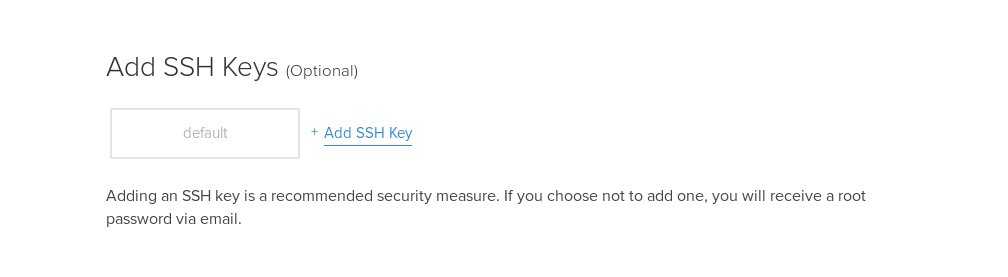 Add SSH Keys (Optional)
default + Add SSH Key
Adding an SSH key is a recommended security measure. If you choose not to add one, you will receive a root
password via email.